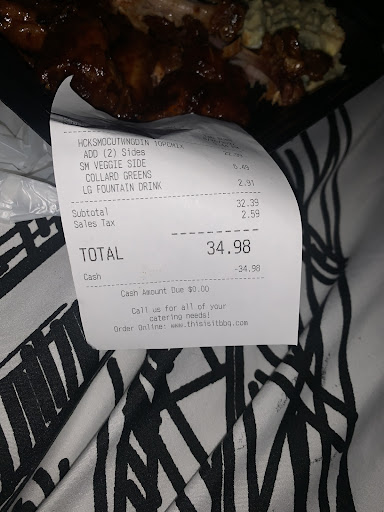 HCKSMOCUTWNGDIN 10PCMIX
ADD (2) Sides
SM VEGGIE SIDE
COLLARD GREENS
LG FOUNTAIN DRINK 2.91
Subtotal 32.39
Sales Tax 2.59
TOTAL 34.98
Cash -34.98
Cash Amount Due $0.00
Call us for all of your
catering needs!
Order Online: www.thisisitbbq.com